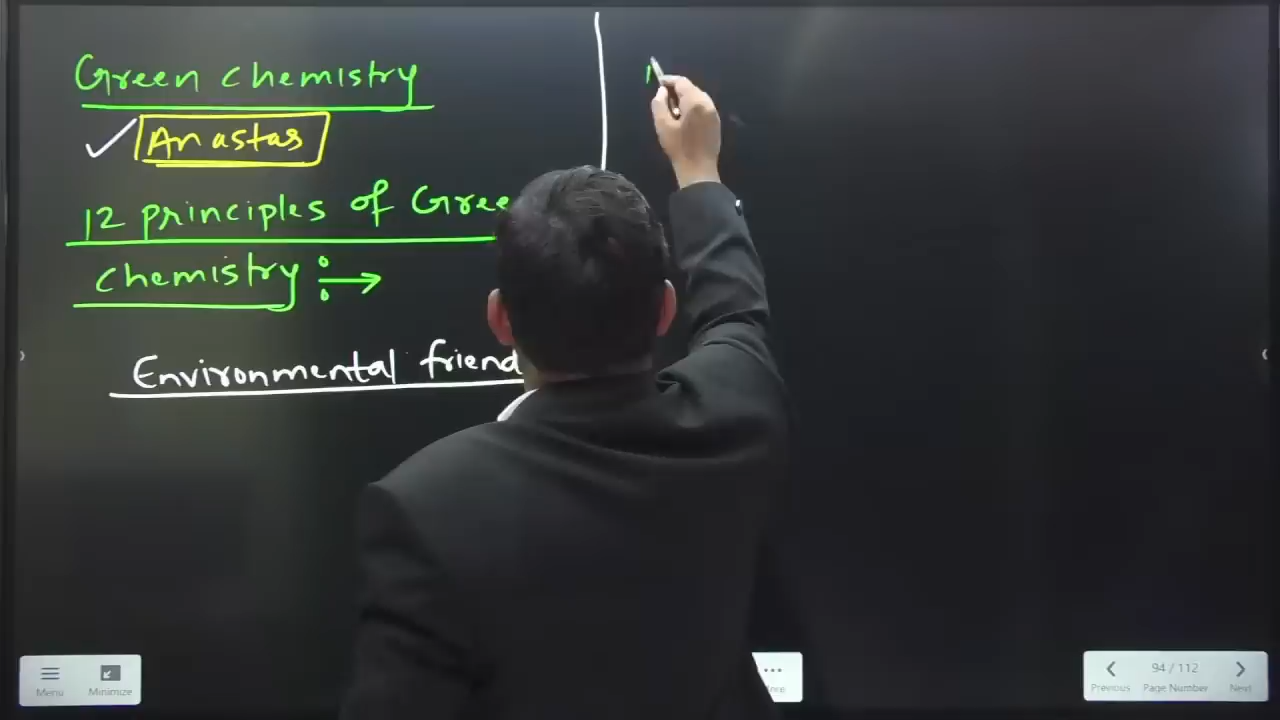 Green chemistry
Anastas
12 principles of Gree
chemistry :→
Environmental friend
Menu
Minimize
94 / 112
Previous
Page Number
Next